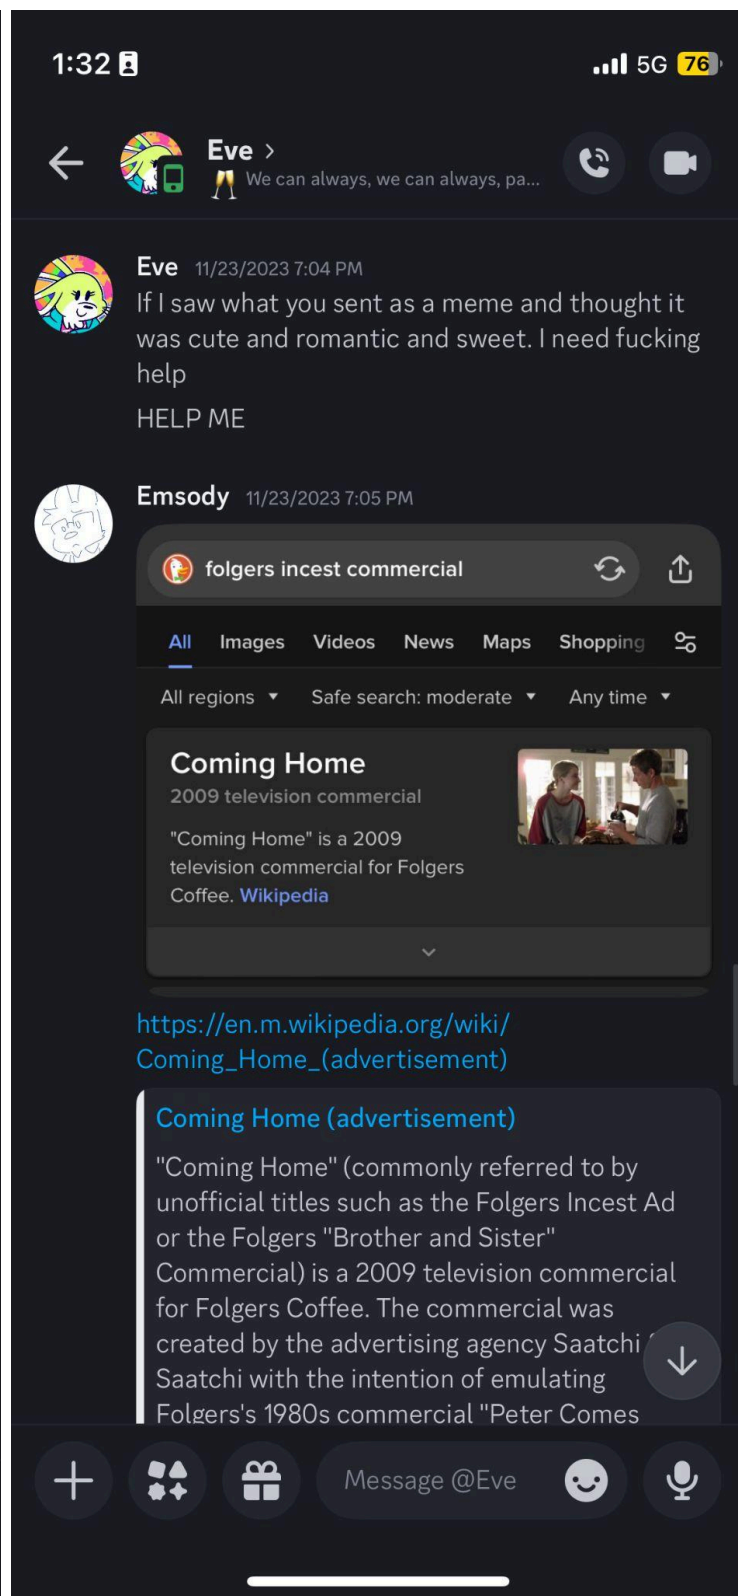 1:32
5G 76
Eve >
We can always, we can always, pa...
Eve 11/23/2023 7:04 PM
If I saw what you sent as a meme and thought it
was cute and romantic and sweet. I need fucking
help
HELP ME
Emsody 11/23/2023 7:05 PM
folgers incest commercial
All Images Videos News Maps Shopping
All regions Safe search: moderate Any time
Coming Home
2009 television commercial
"Coming Home" is a 2009
television commercial for Folgers
Coffee. Wikipedia
https://en.m.wikipedia.org/wiki/
Coming_Home_(advertisement)
Coming Home (advertisement)
"Coming Home" (commonly referred to by
unofficial titles such as the Folgers Incest Ad
or the Folgers "Brother and Sister"
Commercial) is a 2009 television commercial
for Folgers Coffee. The commercial was
created by the advertising agency Saatchi
Saatchi with the intention of emulating
Folgers's 1980s commercial "Peter Comes
Message @Eve